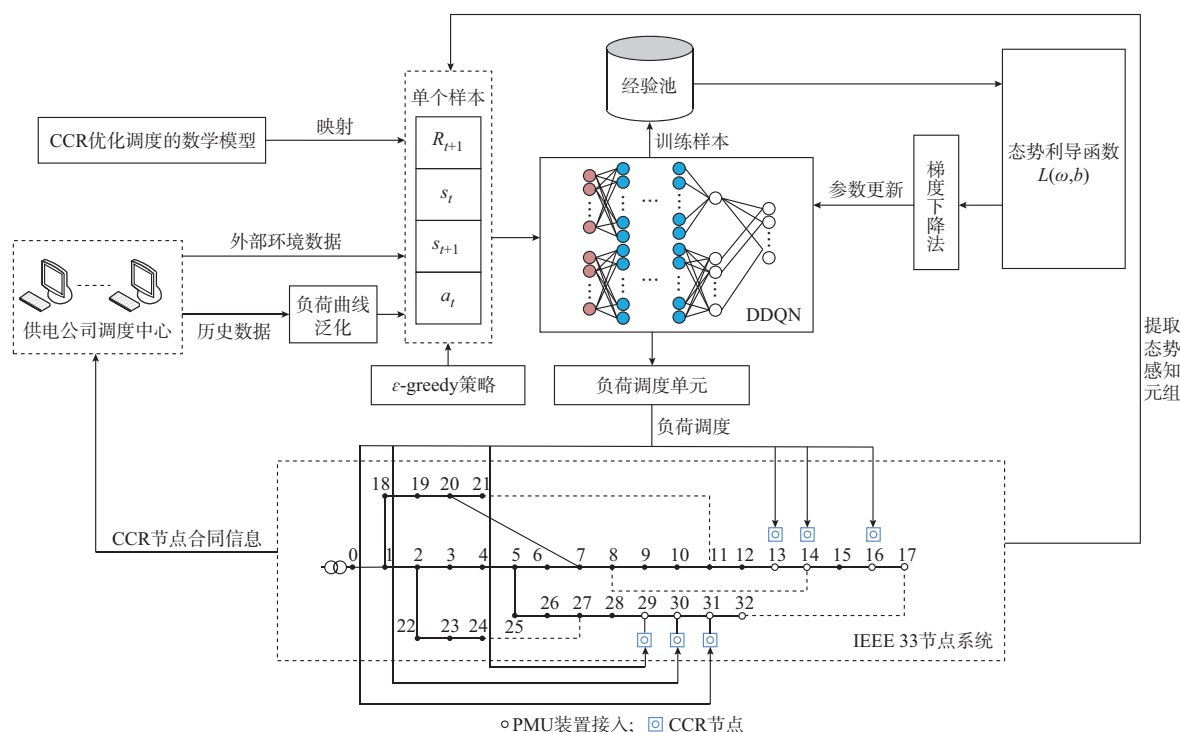 经验池
单个样本
CCR优化调度的数学模型
映射
R_{t+1}
s_t
s_{t+1}
a_t
训练样本
态势利导函数
L(ω,b)
参数更新
梯度下降法
外部环境数据
供电公司调度中心
历史数据
负荷曲线
泛化
DDQN
ε-greedy策略
负荷调度单元
提取
态势
感知
元组
负荷调度
CCR节点合同信息
18 19 20 21
0 1 2 3 4 5 6 7 8 9 10 11 12 13 14 15 16 17
26 27 28 29 30 31 32
22 23 24 25
IEEE 33节点系统
PMU装置接入; CCR节点